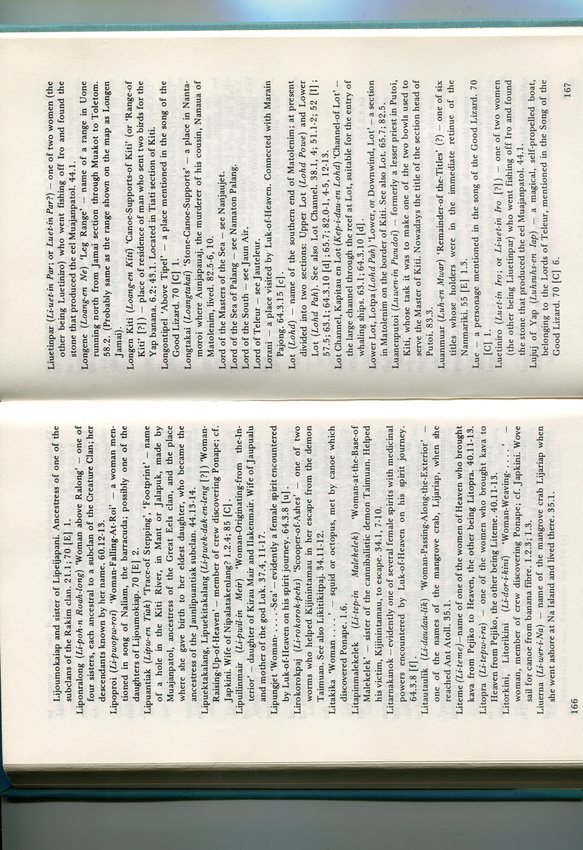 Lijoumokaiap and sister of Lipeijapani. Ancestress of one of the
subclans of the Rakim clan. 21.1; 70 [E] 1.
Liponralong (Li-poh-n Roah-long) 'Woman above Ralong' — one of
four sisters, each ancestral to a subclan of the Creature Clan; her
descendants known by her name. 60.12-13.
Lipoproi (Li-pwopw-roi) 'Woman-Falling-At-Roi' — a woman men-
tioned in song of Naliam, the barracuda; possibly one of the
daughters of Lijoumokiap. 70 [E] 2.
Lipuantiak (Lipw-en Tiak) 'Trace-of Stepping', 'Footprint' — name
of a hole in the Kiti River, in Mant or Jalapuk, made by
Muajanpatol, ancestress of the Great Eels clan, and the place
where she gave birth to her eldest daughter, who became the
ancestress of the Jaunlipuantiak subclan. 44.13-14.
Lipuektakalang, Lipuekitakalang (Li-pwek-dak-en-leng [?]) 'Woman-
Raising-Up-of-Heaven' — member of crew discovering Ponape; cf.
Japkini. Wife of Nipalatakenlang? 1.2.4; 85 [C] .
Lipuilinmair (Li-pwil-in Meir) 'Woman-Originating-from the-In-
terior' — daughter of Kirau Mair and Ilakenmair. Wife of Jaupualu
and mother of the god Luk. 37.4, 11-17.
Lipungjet 'Woman- . . . . -Sea' — evidently a female spirit encountered
by Luk-of-Heaven on his spirit journey. 64.3.8 [u] .
Lirokorokpaj (Li-rokorok-pehs) 'Scooper-of-Ashes' — one of two
worms who helped Kijinintamau in her escape from the demon
Taimuan. See also Likitikitpaj. 34.11-12.
Litakika 'Woman . . . . ' — squid or octopus, met by canoe which
discovered Ponape. 1.6.
Litapinmalekelek (Li-tep-in Malekelek) 'Woman-at-the-Base-of
Malekelek' — sister of the cannibalistic demon Taimuan. Helped
his victim, Kijinintamau, to escape. 34.1, 7-10.
Litarnakanok — evidently one of several female spirits with medicinal
powers encountered by Luk-of-Heaven on his spirit journey.
64.3.8 [f] .
Litautaulik (Li-daudau-lik) 'Woman-Passing-Along-the-Exterior' —
one of the names of the mangrove crab, Lijariap, when she
reached Ant Atoll. 35.1.
Liteme (Li-teme)—name of one of the women of Heaven who brought
kava from Pejiko to Heaven, the other being Litopra. 40.11-13.
Litopra (Li-tepw-i-ra) — one of the women who brought kava to
Heaven from Pejiko, the other being Liteme. 40.11-13.
Litorkini, Litorikini (Li-dor-i-kini) 'Woman-Weaving- . . . . ' —
woman, member of crew discovering Ponape; cf. Japkini. Wove
sail for canoe from banana fibre. 1.2.3; 1.3.
Liuerna (Li-wer-i-Na) — name of the mangrove crab Lijariap when
she went ashore at Na Island and lived there. 35.1.
166
Liuetinpar (Li-uet-in Par; or Luet-in Par?) — one of two women (the
other being Luetiniro) who went fishing off Iro and found the
stone that produced the eel Muajanpatol. 44.1.
Longene (Loang-en Ne) 'Leg Range' — name of a range in Uone
running north from Jamai section through Muakot to Toletom.
58.2. (Probably same as the range shown on the map as Longen
Jamai).
Longen Kiti (Loang-en Kiti) 'Canoe-Supports-of Kiti' (or 'Range-of
Kiti' [?]) — place of residence of man who sent two birds for the
Yap banana. 6.2; 43.1. Located in Tiati section of Kiti.
Longontipel 'Above Tipel' — a place mentioned in the song of the
Good Lizard. 70 [C] 1.
Longtakai (Loangtakai) 'Stone-Canoe-Supports' — a place in Nanta-
moroi where Aunjapauaj, the murderer of his cousin, Nanaua of
Matolenim, lived. 82.5-6, 10.
Lord of the Masters of the Sea — see Nanjaujet.
Lord of the Sea of Palang — see Namaton Palang.
Lord of the South — see Jaun Air.
Lord of Teleur — see Jauteleur.
Lorani — a place visited by Luk-of-Heaven. Connected with Marain
Pajong. 64.3.15 [c] .
Lot (Lohd) — name of the southern end of Matolenim; at present
divided into two sections: Upper Lot (Lohd Powe) and Lower
Lot (Lohd Pah). See also Lot Channel. 38.1, 4; 51.1-2; 52 [I] ;
57.5; 63.1; 64.3.10 [d] ; 65.7; 82.0-1, 4-5, 12-13.
Lot Channel, Kapitau en Lot (Kep-i-dau-en Lohd) 'Channel-of Lot' —
the large channel through the reef at Lot, suitable for the entry of
whaling ships. 63.1; 64.3.10 [d] .
Lower Lot, Lotpa (Lohd Pah) 'Lower, or Downwind, Lot' — a section
in Matolenim on the border of Kiti. See also Lot. 65.7; 82.5.
Luanenputoi (Luwen-in Pwudoi) — formerly a lesser priest in Putoi,
Kiti, whose task it was to make one of the two bowls used to
serve the Master of Kiti. Nowadays the title of the section head of
Putoi. 83.3.
Luanmuar (Luh-en Mwar) 'Remainder-of the-Titles' (?) — one of six
titles whose holders were in the immediate retinue of the
Nanmariki. 55 [E] 1.3.
Lue — a personage mentioned in the song of the Good Lizard. 70
[C] 1.
Luetiniro (Luet-in Iro; or Li-uet-in Iro [?]) — one of two women
(the other being Liuetinpar) who went fishing off Iro and found
the stone that produced the eel Muajanpatol. 44.1.
Lujuj of Yap (Luhsuhs-en Iap) — a magical, self-propelled boat,
belonging to the Lords of Teleur, mentioned in the Song of the
Good Lizard. 70 [C] 6.
167